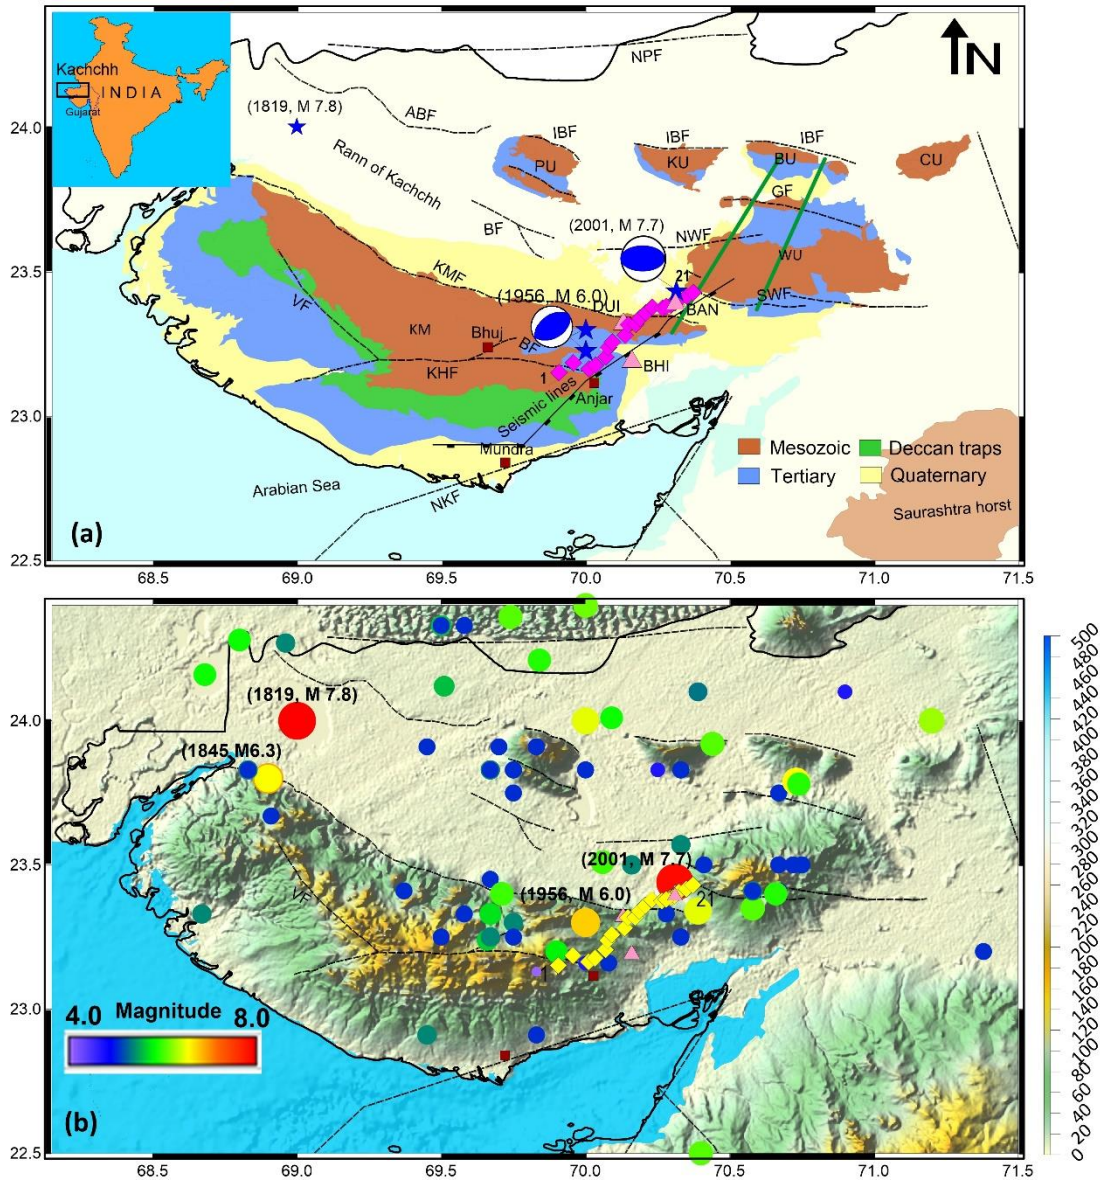 Kachchh
INDIA
Gujarat
N
NPF
(1819, M 7.8)
ABF
24.0
IBF
IBF
IBF
Rann of Kachchh
PU
KU
BU
CU
GF
BF
(2001, M 7.7)
NWF
WU
23.5
KMF
21
VF
(1956, M 6.0)
DUI
SWF
BAN
KM
Bhuj
BF
KHF
1
BHI
Anjar
Seismic lines
23.0
Mundra
Mesozoic
Deccan traps
Tertiary
Quaternary
Arabian Sea
NKF
Saurashtra horst
(a)
22.5
68.5
69.0
69.5
70.0
70.5
71.0
71.5
(1819, M 7.8)
24.0
(1845 M6.3)
23.5
(2001, M 7.7)
(1956, M 6.0)
VF
21
23.0
4.0 Magnitude 8.0
(b)
22.5
68.5
69.0
69.5
70.0
70.5
71.0
71.5
500
480
460
440
420
400
380
360
340
320
300
280
260
240
220
200
180
160
140
120
100
80
60
40
20
0